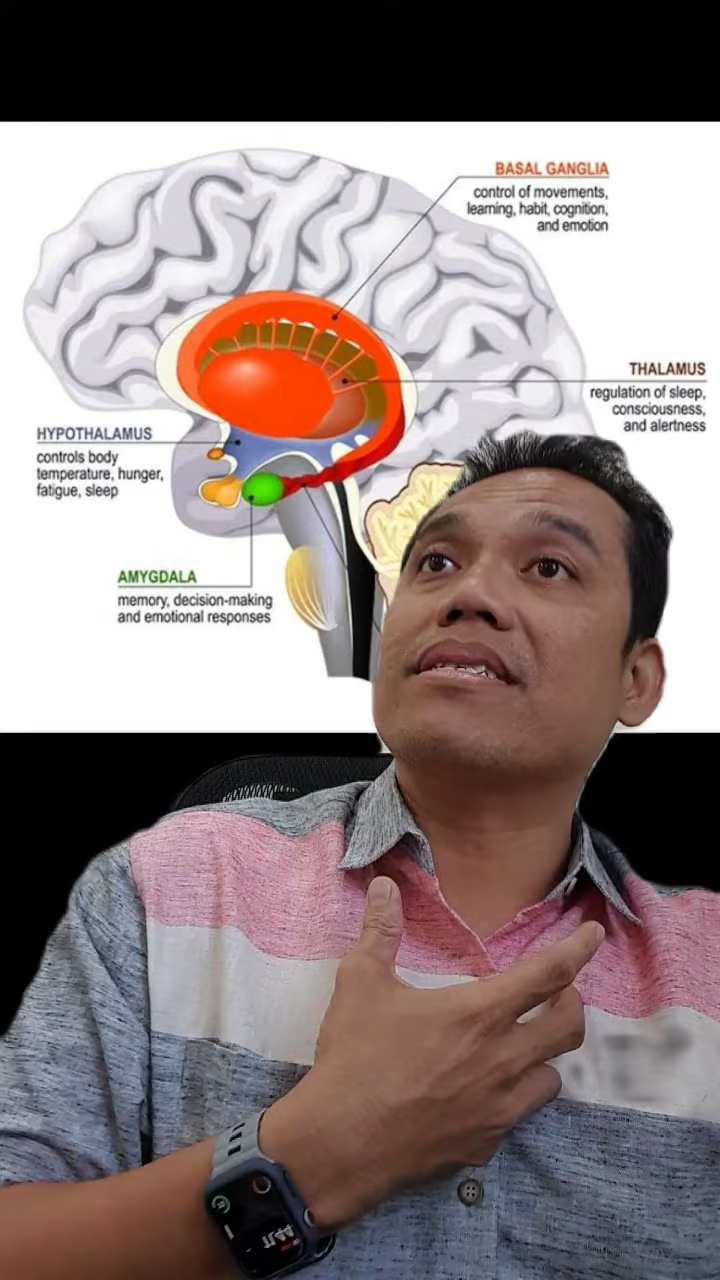 BASAL GANGLIA
control of movements,
learning, habit, cognition,
and emotion
THALAMUS
regulation of sleep,
consciousness,
and alertness
HYPOTHALAMUS
controls body
temperature, hunger,
fatigue, sleep
AMYGDALA
memory, decision-making
and emotional responses